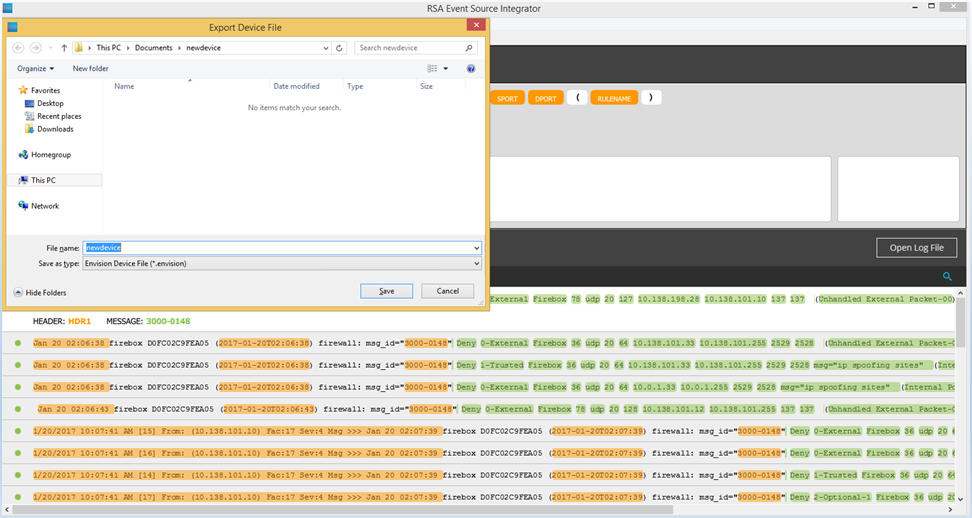 RSA Event Source Integrator
Export Device File
This PC Documents newdevice
Search newdevice
Organize New folder
Name Date modified Type Size
No items match your search.
Favorites
Desktop
Recent places
Downloads
Homegroup
This PC
Network
File name: newdevice
Save as type: Envision Device File (*.envision)
Hide Folders Save Cancel
SPORT DPORT ( RULENAME )
Open Log File
-External Firebox 78 udp 20 127 10.138.198.28 10.138.101.10 137 137 (Unhandled External Packet-00)
HEADER: HDR1 MESSAGE: 3000-0148
Jan 20 02:06:38 firebox D0FC02C9FEA05 (2017-01-20T02:06:38) firewall: msg_id="3000-0148" Deny 0-External Firebox 36 udp 20 64 10.138.101.33 10.138.101.255 2529 2528 (Unhandled External Packet-0
Jan 20 02:06:38 firebox D0FC02C9FEA05 (2017-01-20T02:06:38) firewall: msg_id="3000-0148" Deny 1-Trusted Firebox 36 udp 20 64 10.138.101.33 10.138.101.255 2529 2528 msg="ip spoofing sites" (Inte
Jan 20 02:06:38 firebox D0FC02C9FEA05 (2017-01-20T02:06:38) firewall: msg_id="3000-0148" Deny 0-External Firebox 36 udp 20 64 10.0.1.33 10.0.1.255 2529 2528 msg="ip spoofing sites" (Internal Po
Jan 20 02:06:43 firebox D0FC02C9FEA05 (2017-01-20T02:06:43) firewall: msg_id="3000-0148" Deny 0-External Firebox 78 udp 20 128 10.138.101.12 10.138.101.255 137 137 (Unhandled External Packet-0
1/20/2017 10:07:41 AM [15] From: (10.138.101.10) Fac:17 Sev:4 Msg >>> Jan 20 02:07:39 firebox D0FC02C9FEA05 (2017-01-20T02:07:39) firewall: msg_id="3000-0148" Deny 0-External Firebox 36 udp 20 6
1/20/2017 10:07:41 AM [16] From: (10.138.101.10) Fac:17 Sev:4 Msg >>> Jan 20 02:07:39 firebox D0FC02C9FEA05 (2017-01-20T02:07:39) firewall: msg_id="3000-0148" Deny 0-External Firebox 36 udp 20 6
1/20/2017 10:07:41 AM [14] From: (10.138.101.10) Fac:17 Sev:4 Msg >>> Jan 20 02:07:39 firebox D0FC02C9FEA05 (2017-01-20T02:07:39) firewall: msg_id="3000-0148" Deny 1-Trusted Firebox 36 udp 20 64
1/20/2017 10:07:41 AM [17] From: (10.138.101.10) Fac:17 Sev:4 Msg >>> Jan 20 02:07:39 firebox D0FC02C9FEA05 (2017-01-20T02:07:39) firewall: msg_id="3000-0148" Deny 2-Optional-1 Firebox 36 udp 2